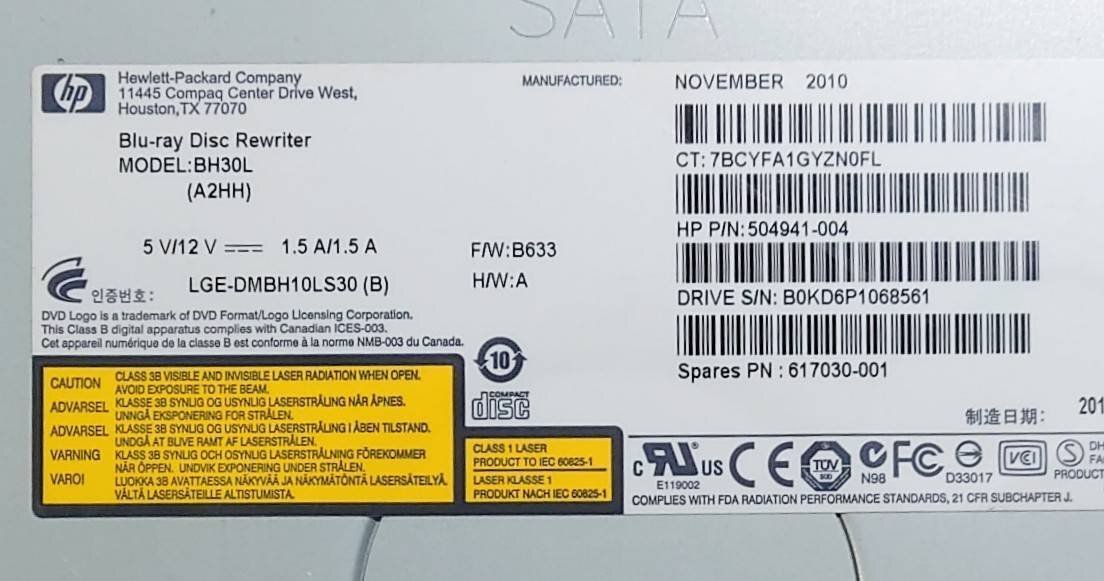 SATA
hp
Hewlett-Packard Company
11445 Compaq Center Drive West,
Houston,TX 77070
MANUFACTURED:
NOVEMBER 2010
Blu-ray Disc Rewriter
MODEL:BH30L
(A2HH)
CT: 7BCYFA1GYZN0FL
HP P/N: 504941-004
5 V/12 V 1.5 A/1.5 A
F/W:B633
인증번호: LGE-DMBH10LS30 (B)
H/W:A
DRIVE S/N: B0KD6P1068561
DVD Logo is a trademark of DVD Format/Logo Licensing Corporation.
This Class B digital apparatus complies with Canadian ICES-003.
Cet appareil numérique de la classe B est conforme à la norme NMB-003 du Canada.
Spares PN : 617030-001
10
COMPACT
disc
制造日期: 201
CAUTION CLASS 3B VISIBLE AND INVISIBLE LASER RADIATION WHEN OPEN.
AVOID EXPOSURE TO THE BEAM.
ADVARSEL KLASSE 3B SYNLIG OG USYNLIG LASERSTRÅLING NÅR ÅPNES.
UNNGÅ EKSPONERING FOR STRÅLEN.
ADVARSEL KLASSE 3B SYNLIG OG USYNLIG LASERSTRÅLING I ÅBEN TILSTAND.
UNDGÅ AT BLIVE RAMT AF LASERSTRÅLEN.
VARNING KLASS 3B SYNLIG OCH OSYNLIG LASERSTRÅLNING FÖREKOMMER
NÄR ÖPPEN. UNDVIK EXPONERING UNDER STRÅLEN.
VARO! LUOKKA 3B AVATTAESSA NÄKYVÄÄ JA NÄKYMÄTÖNTÄ LASERSÄTEILYÄ.
VÄLTÄ LASERSÄTEILLE ALTISTUMISTA.
CLASS 1 LASER
PRODUCT TO IEC 60825-1
LASER KLASSE 1
PRODUKT NACH IEC 60825-1
c RU US CE TÜV FC VCI S
E119002 N98 D33017 PRODUCT
COMPLIES WITH FDA RADIATION PERFORMANCE STANDARDS, 21 CFR SUBCHAPTER J.